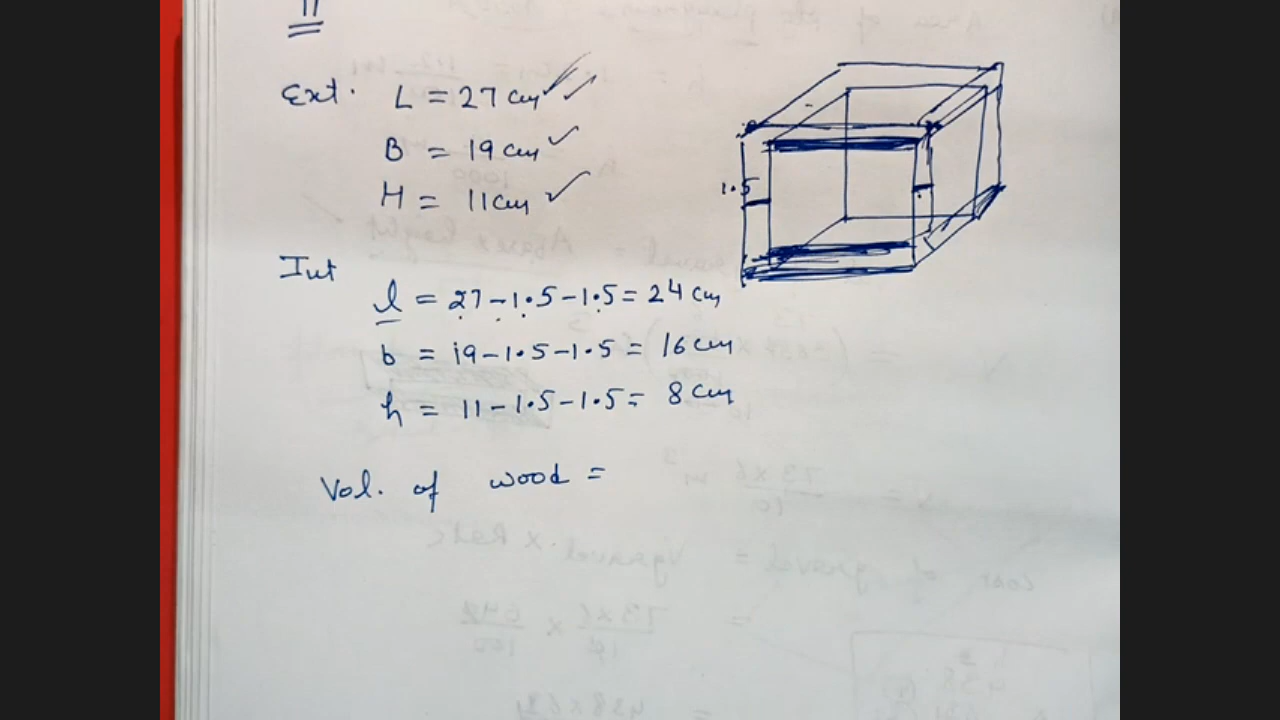 11
Ext. L = 27 cm
B = 19 cm
H = 11 cm
1.5
Int
l = 27 - 1.5 - 1.5 = 24 cm
b = 19 - 1.5 - 1.5 = 16 cm
h = 11 - 1.5 - 1.5 = 8 cm
Vol. of wood =